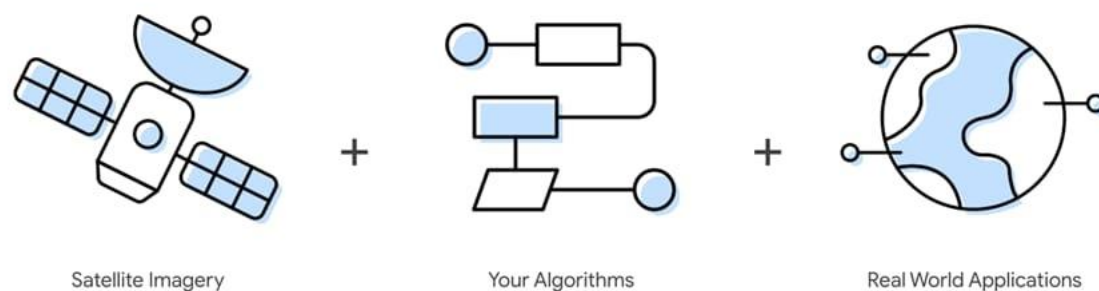 +
+
Satellite Imagery
Your Algorithms
Real World Applications